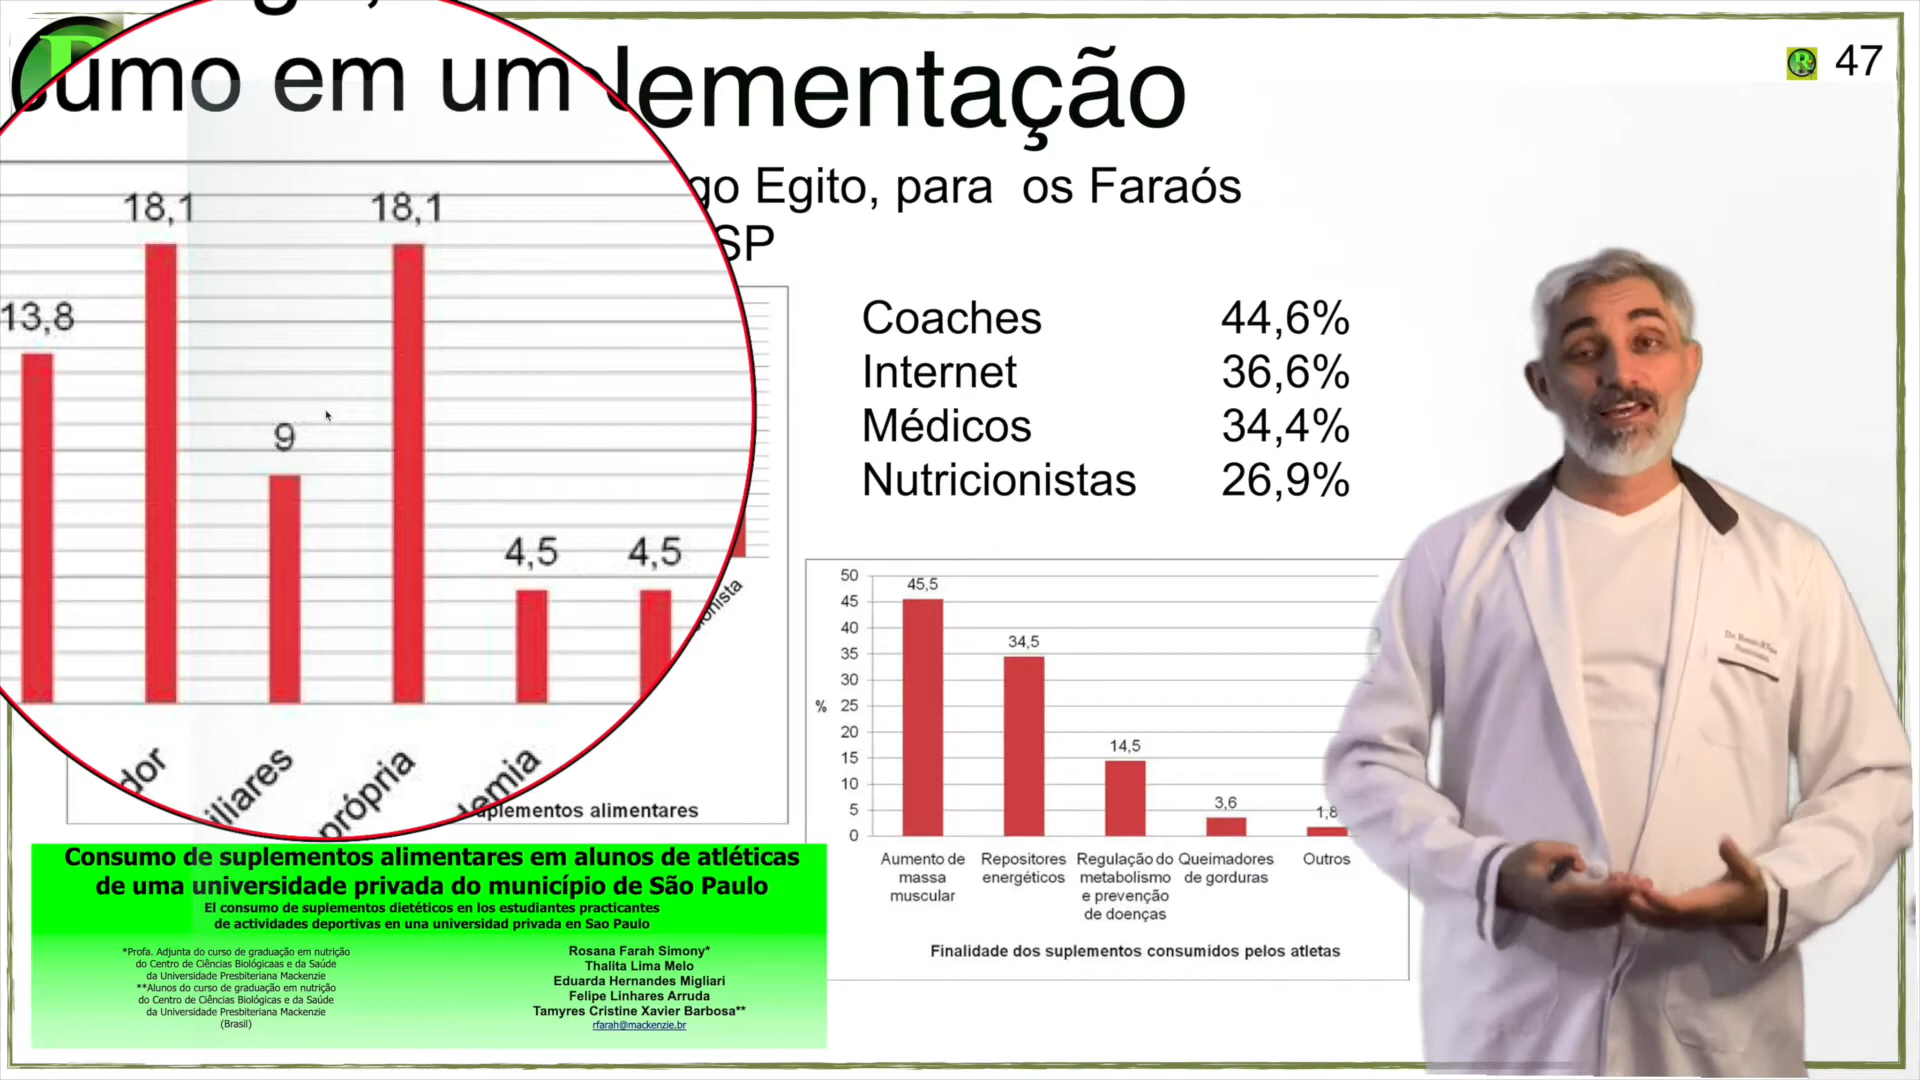 umo em um
lementação
47
go Egito, para os Faraós
SP
18,1
18,1
13,8
9
4,5
4,5
dor
iliares
própria
demia
onista
plementos alimentares
Coaches 44,6%
Internet 36,6%
Médicos 34,4%
Nutricionistas 26,9%
50
45
40
35
30
25
20
15
10
5
0
%
45,5
34,5
14,5
3,6
1,8
Aumento de
massa
muscular
Repositores
energéticos
Regulação do
metabolismo
e prevenção
de doenças
Queimadores
de gorduras
Outros
Finalidade dos suplementos consumidos pelos atletas
Consumo de suplementos alimentares em alunos de atléticas
de uma universidade privada do município de São Paulo
El consumo de suplementos dietéticos en los estudiantes practicantes
de actividades deportivas en una universidad privada en Sao Paulo
*Profa. Adjunta do curso de graduação em nutrição
do Centro de Ciências Biológicaas e da Saúde
da Universidade Presbiteriana Mackenzie
**Alunos do curso de graduação em nutrição
do Centro de Ciências Biológicas e da Saúde
da Universidade Presbiteriana Mackenzie
(Brasil)
Rosana Farah Simony*
Thalita Lima Melo
Eduarda Hernandes Migliari
Felipe Linhares Arruda
Tamyres Cristine Xavier Barbosa**
rfarah@mackenzie.br